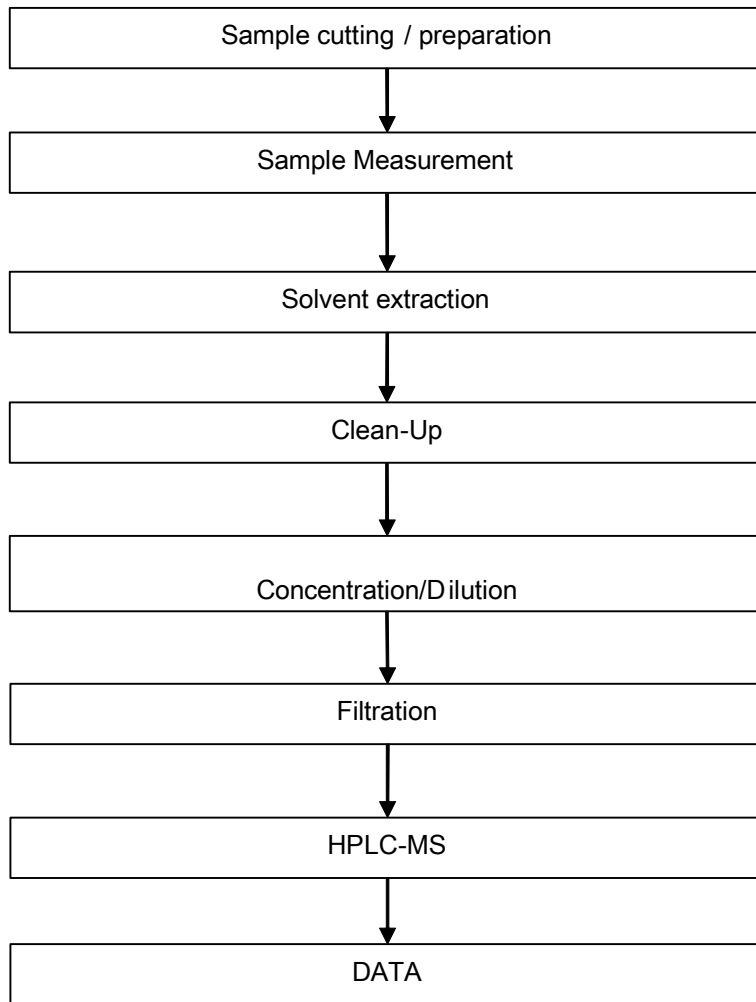 Sample cutting / preparation
Sample Measurement
Solvent extraction
Clean-Up
Concentration/Dilution
Filtration
HPLC-MS
DATA